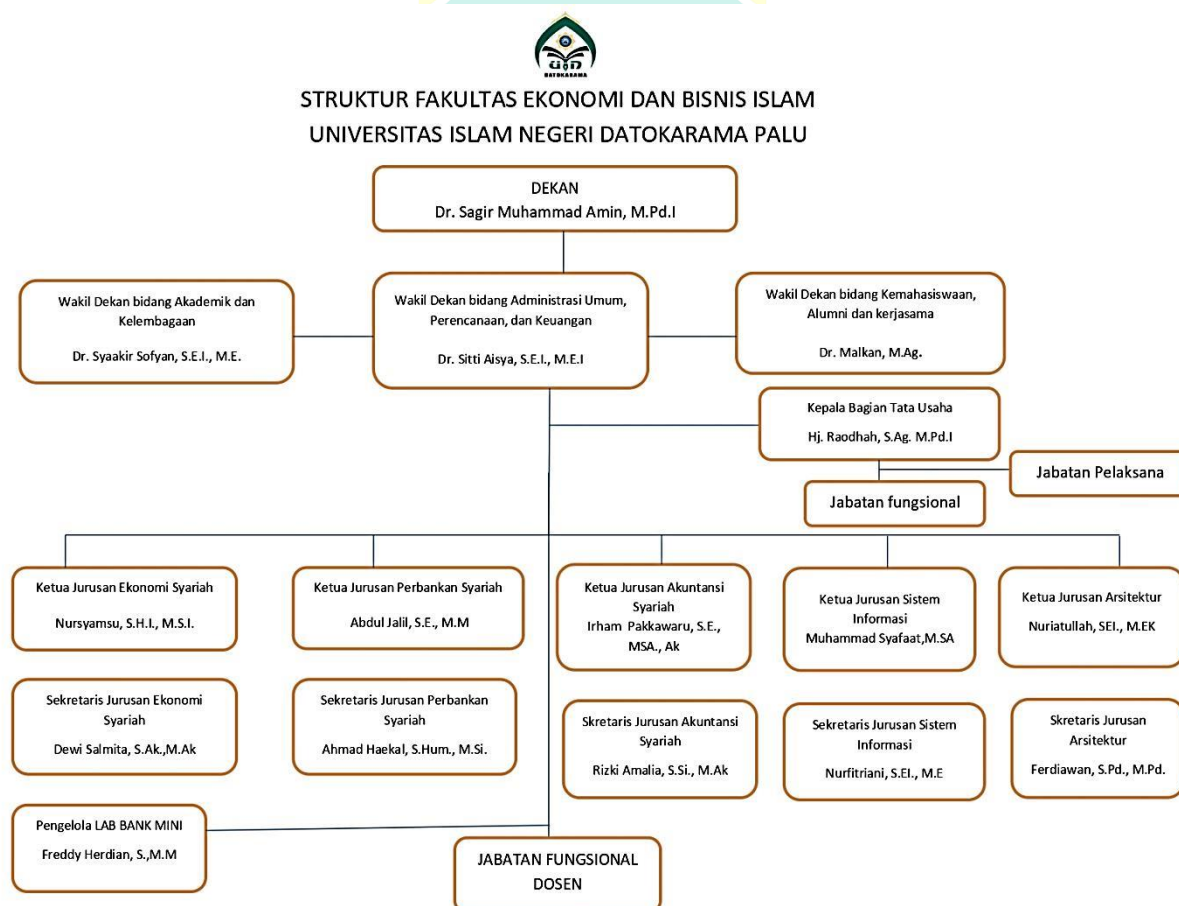 UIN
DATOKARAMA
STRUKTUR FAKULTAS EKONOMI DAN BISNIS ISLAM
UNIVERSITAS ISLAM NEGERI DATOKARAMA PALU
DEKAN
Dr. Sagir Muhammad Amin, M.Pd.I
Wakil Dekan bidang Akademik dan
Kelembagaan
Dr. Syaakir Sofyan, S.E.I., M.E.
Wakil Dekan bidang Administrasi Umum,
Perencanaan, dan Keuangan
Dr. Sitti Aisya, S.E.I., M.E.I
Wakil Dekan bidang Kemahasiswaan,
Alumni dan kerjasama
Dr. Malkan, M.Ag.
Kepala Bagian Tata Usaha
Hj. Raodhah, S.Ag. M.Pd.I
Jabatan Pelaksana
Jabatan fungsional
Ketua Jurusan Ekonomi Syariah
Nursyamsu, S.H.I., M.S.I.
Ketua Jurusan Perbankan Syariah
Abdul Jalil, S.E., M.M
Ketua Jurusan Akuntansi
Syariah
Irham Pakkawaru, S.E.,
MSA., Ak
Ketua Jurusan Sistem
Informasi
Muhammad Syafaat,M.SA
Ketua Jurusan Arsitektur
Nuriatullah, SEI., M.EK
Sekretaris Jurusan Ekonomi
Syariah
Dewi Salmita, S.Ak.,M.Ak
Sekretaris Jurusan Perbankan
Syariah
Ahmad Haekal, S.Hum., M.Si.
Skretaris Jurusan Akuntansi
Syariah
Rizki Amalia, S.Si., M.Ak
Sekretaris Jurusan Sistem
Informasi
Nurfitriani, S.EI., M.E
Skretaris Jurusan
Arsitektur
Ferdiawan, S.Pd., M.Pd.
Pengelola LAB BANK MINI
Freddy Herdian, S.,M.M
JABATAN FUNGSIONAL
DOSEN